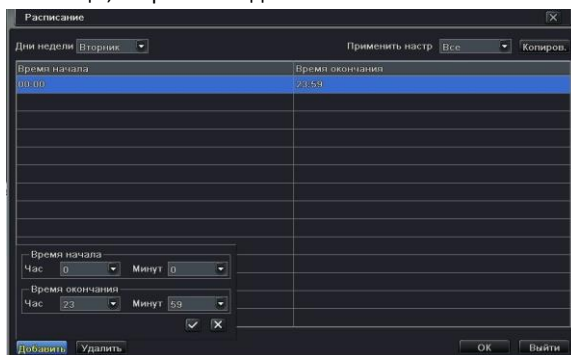 Расписание
Дни недели Вторник Применить настр Все Копиров.
Время начала Время окончания
00:00 23:59
Время начала
Час 0 Минут 0
Время окончания
Час 23 Минут 59
Добавить Удалить ОК Выйти